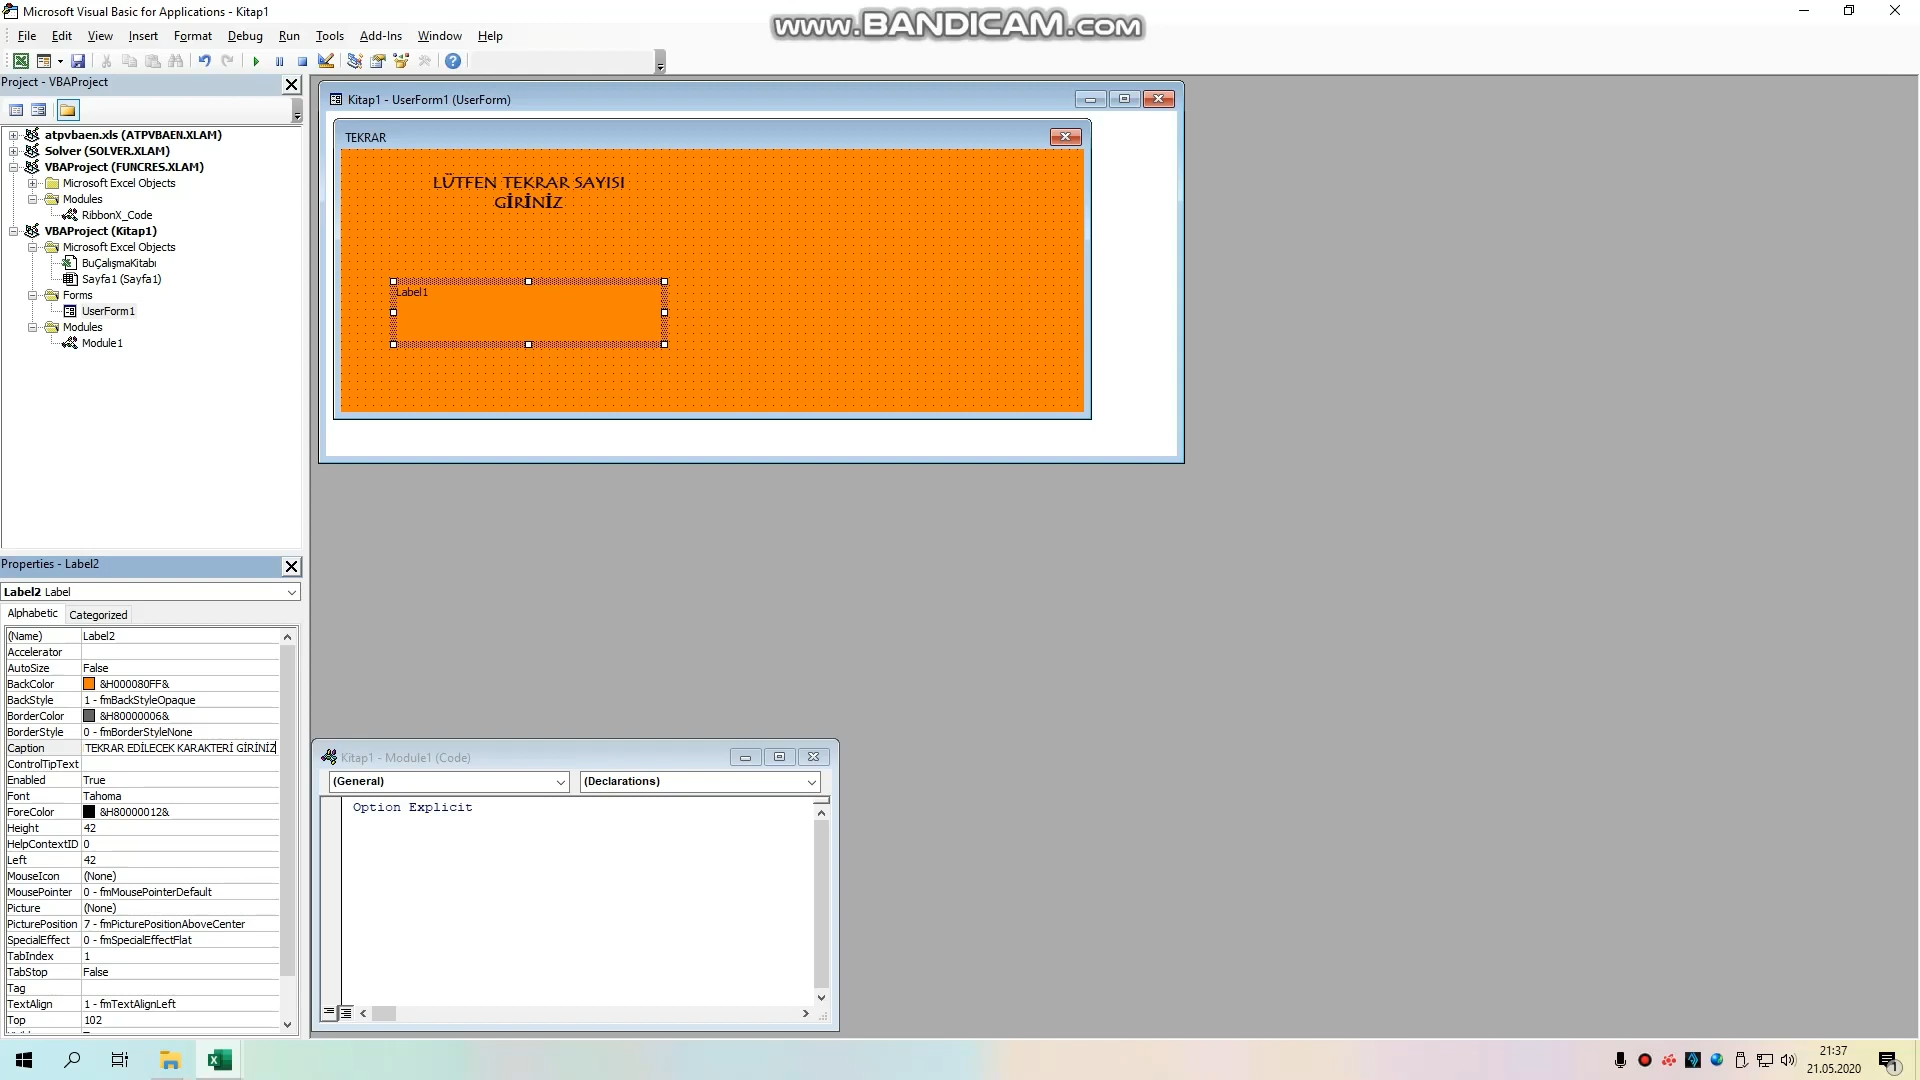 Microsoft Visual Basic for Applications - Kitap1
www.BANDICAM.com
File Edit View Insert Format Debug Run Tools Add-Ins Window Help
Project - VBAProject
atpvbaen.xls (ATPVBAEN.XLAM)
Solver (SOLVER.XLAM)
VBAProject (FUNCRES.XLAM)
Microsoft Excel Objects
Modules
RibbonX_Code
VBAProject (Kitap1)
Microsoft Excel Objects
BuÇalışmaKitabı
Sayfa1 (Sayfa1)
Forms
UserForm1
Modules
Module1
Kitap1 - UserForm1 (UserForm)
TEKRAR
LÜTFEN TEKRAR SAYISI
GİRİNİZ
Label1
Properties - Label2
Label2 Label
Alphabetic Categorized
(Name) Label2
Accelerator
AutoSize False
BackColor &H000080FF&
BackStyle 1 - fmBackStyleOpaque
BorderColor &H80000006&
BorderStyle 0 - fmBorderStyleNone
Caption TEKRAR EDİLECEK KARAKTERİ GİRİNİZ
ControlTipText
Enabled True
Font Tahoma
ForeColor &H80000012&
Height 42
HelpContextID 0
Left 42
MouseIcon (None)
MousePointer 0 - fmMousePointerDefault
Picture (None)
PicturePosition 7 - fmPicturePositionAboveCenter
SpecialEffect 0 - fmSpecialEffectFlat
TabIndex 1
TabStop False
Tag
TextAlign 1 - fmTextAlignLeft
Top 102
Kitap1 - Module1 (Code)
(General) (Declarations)
Option Explicit
21:37
21.05.2020
1